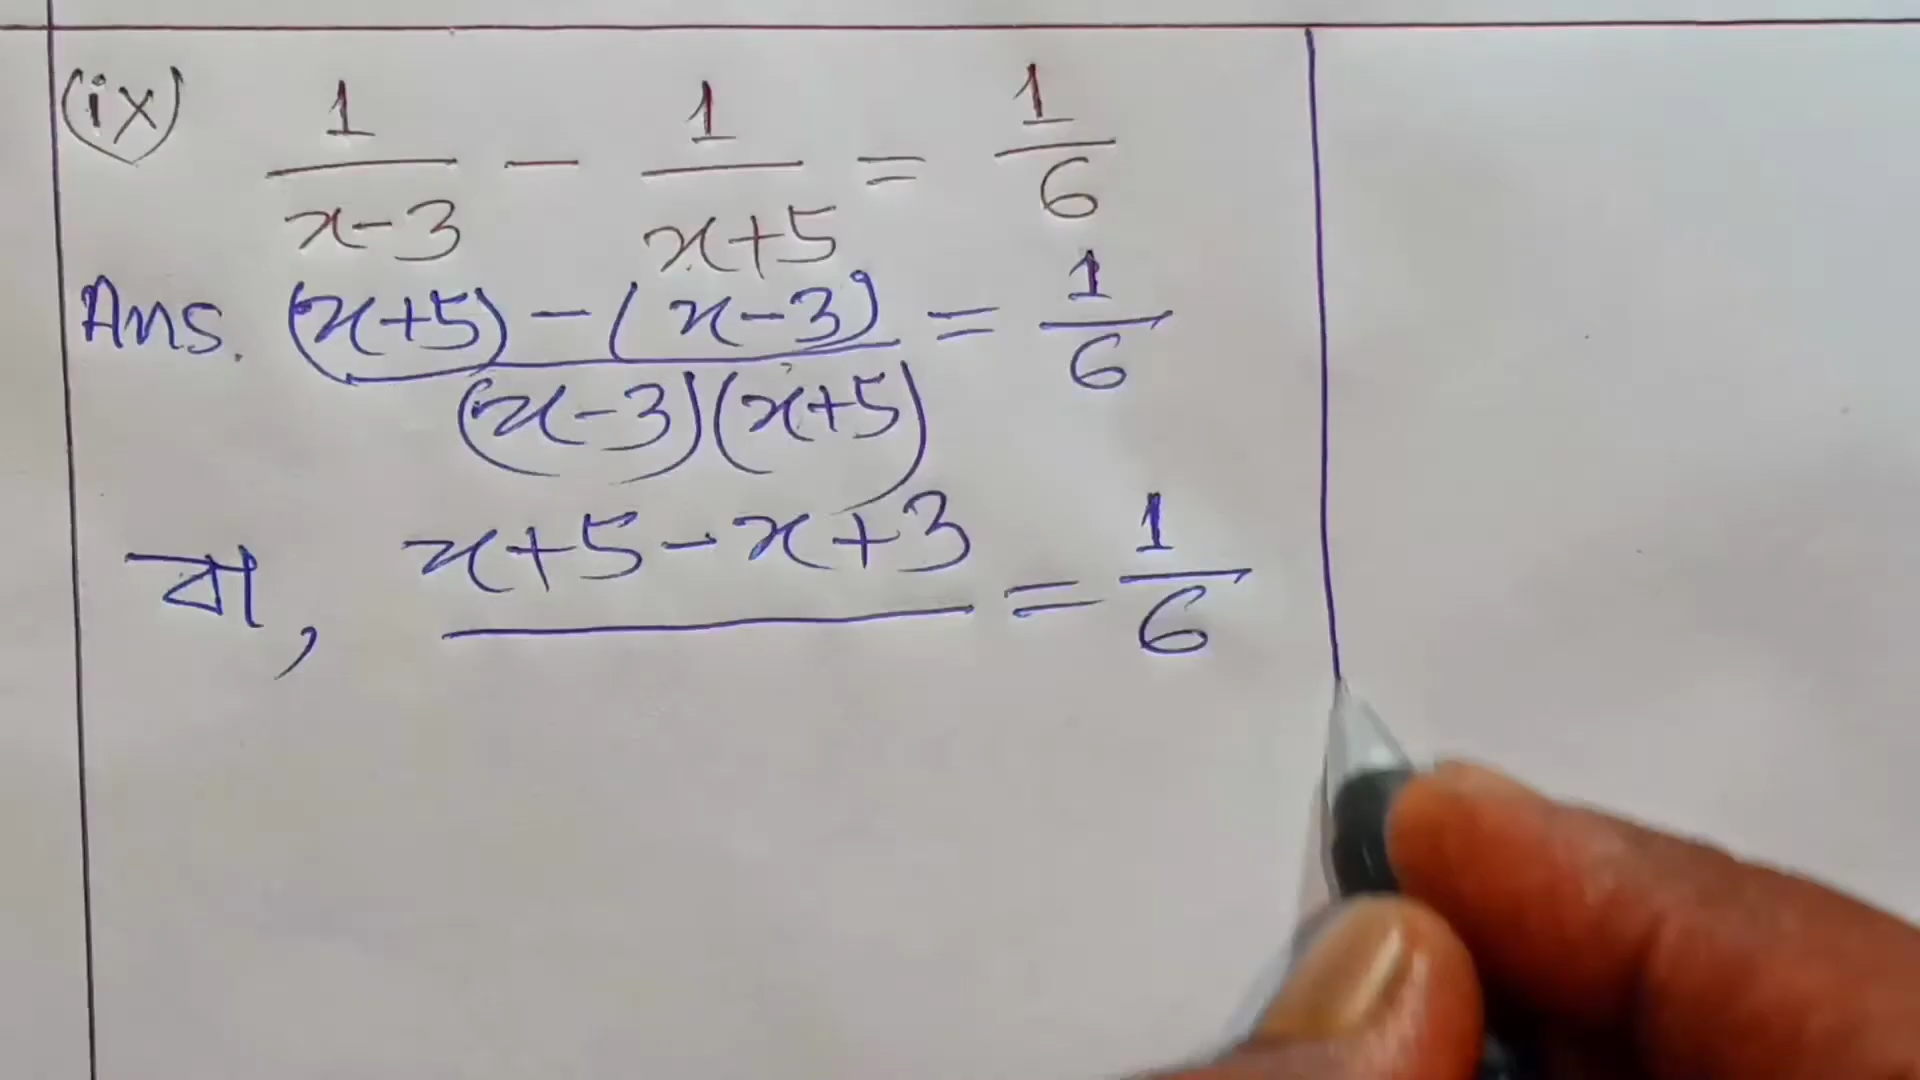 (ix) 1/(x-3) - 1/(x+5) = 1/6
Ans. ((x+5) - (x-3))/((x-3)(x+5)) = 1/6
বা, (x+5-x+3)/ = 1/6